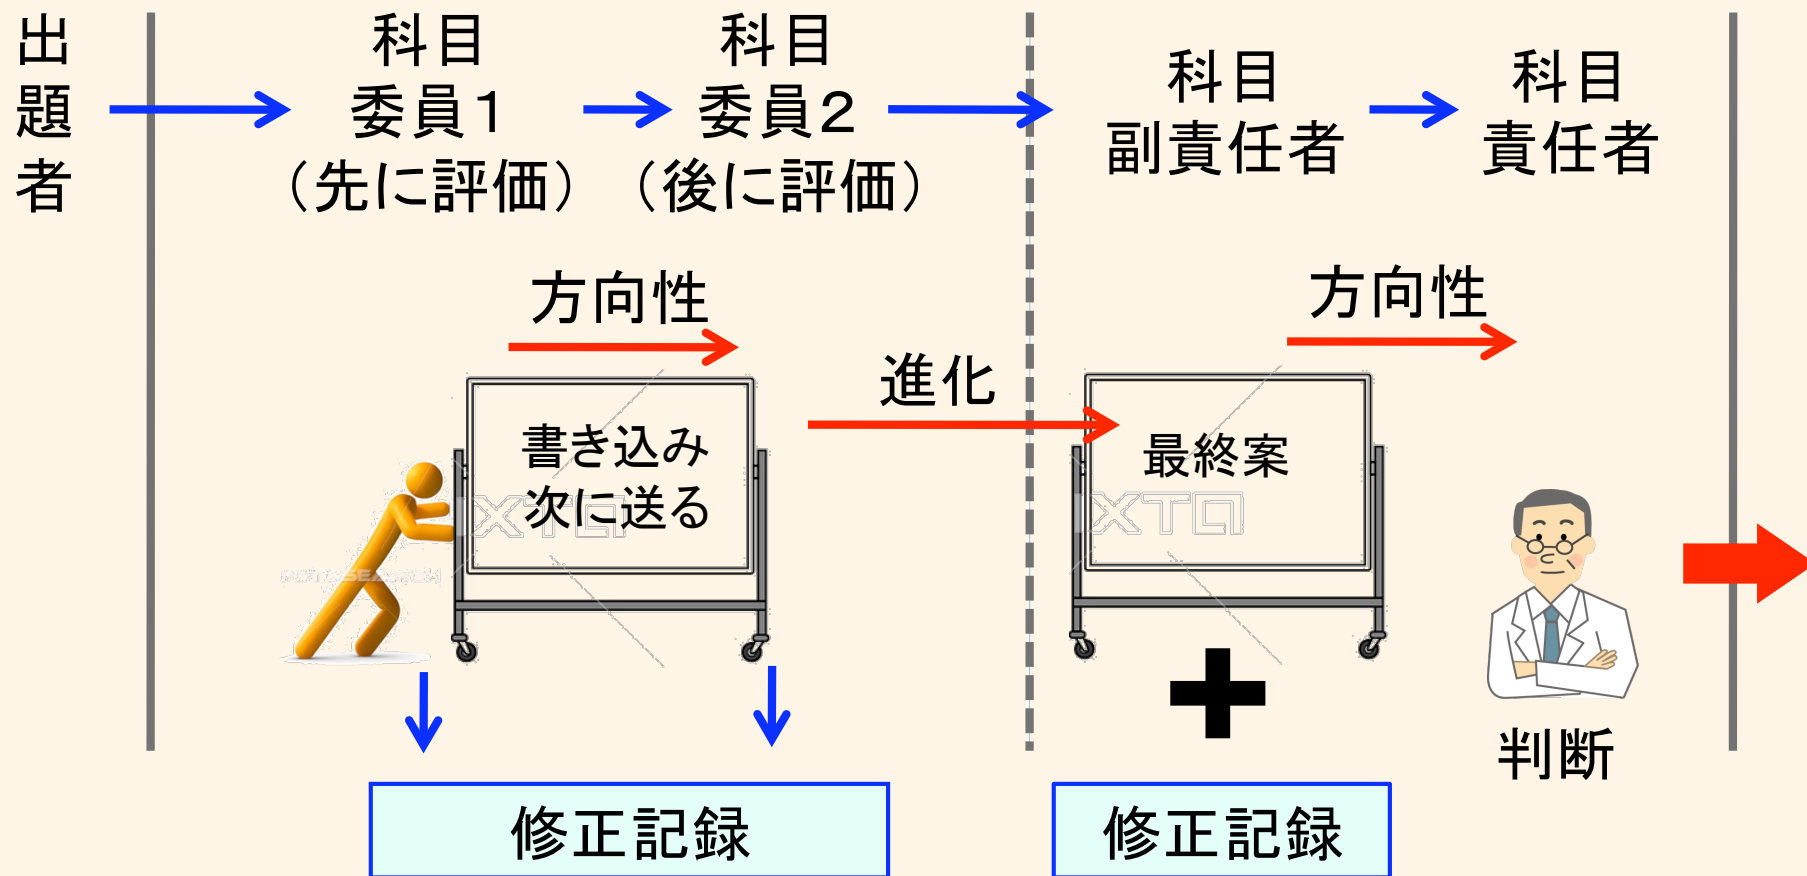 出題者
科目
委員１
（先に評価）
科目
委員２
（後に評価）
科目
副責任者
科目
責任者
方向性
方向性
進化
書き込み
次に送る
最終案
判断
修正記録
修正記録